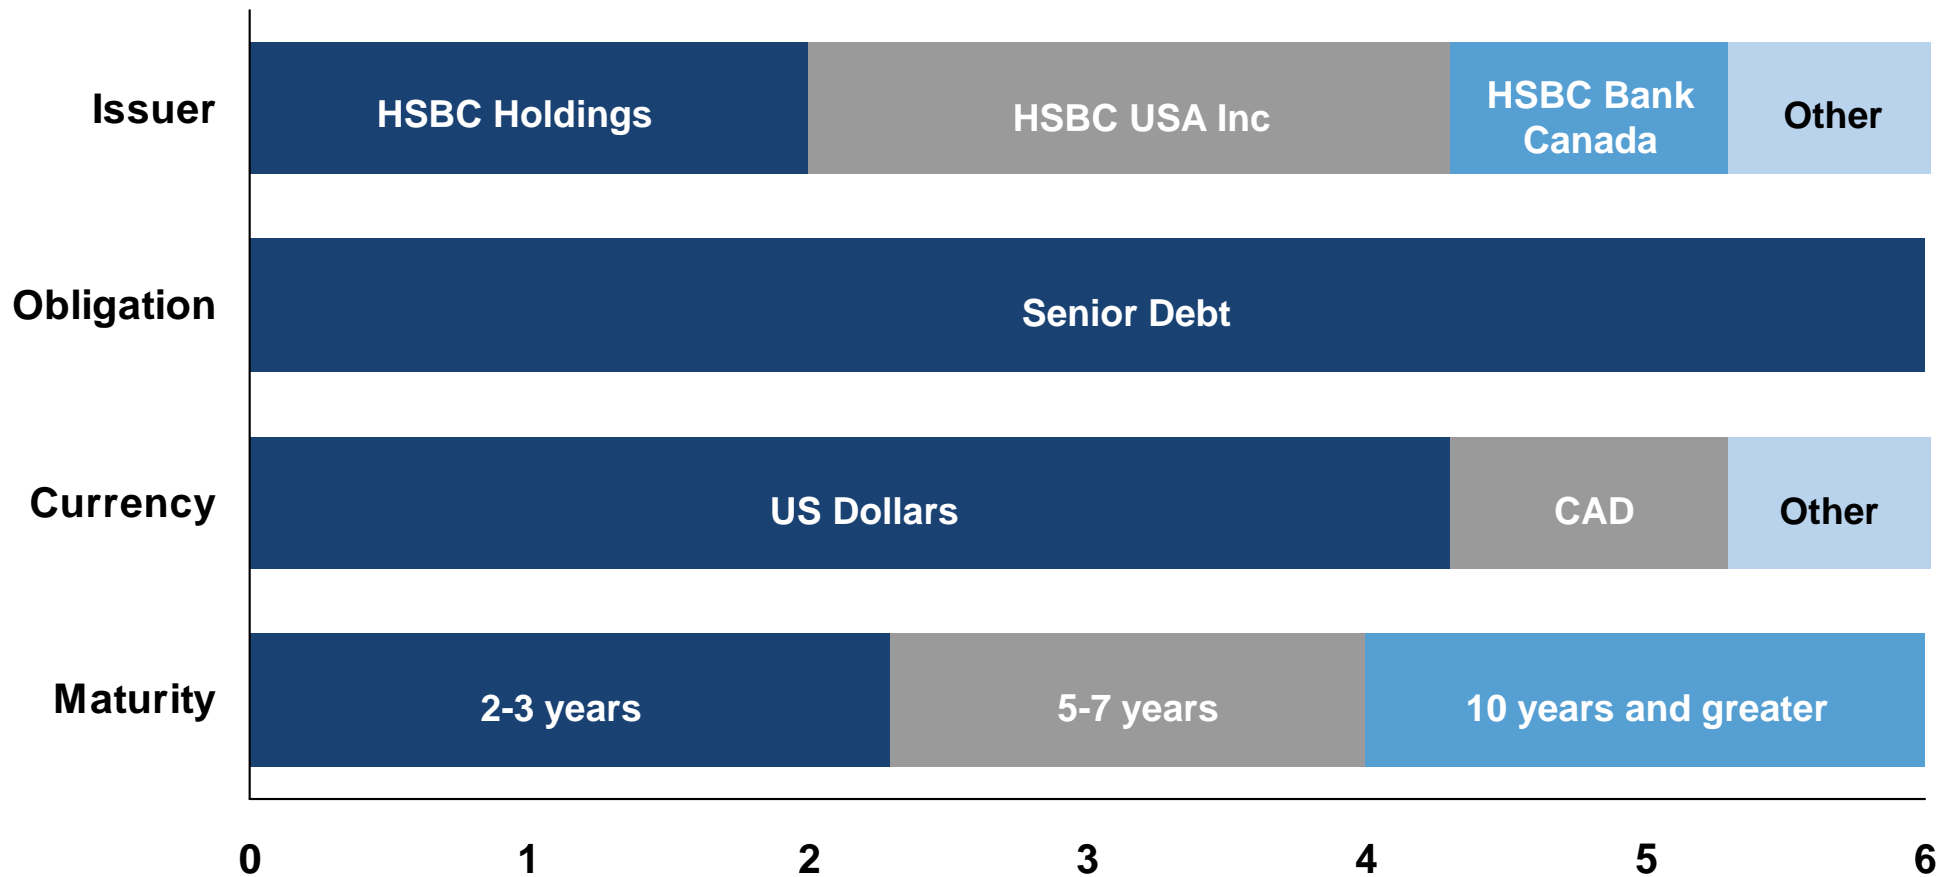 Issuer
HSBC Holdings
HSBC USA Inc
HSBC Bank
Canada
Other
Obligation
Senior Debt
Currency
US Dollars
CAD
Other
Maturity
2-3 years
5-7 years
10 years and greater
0 1 2 3 4 5 6